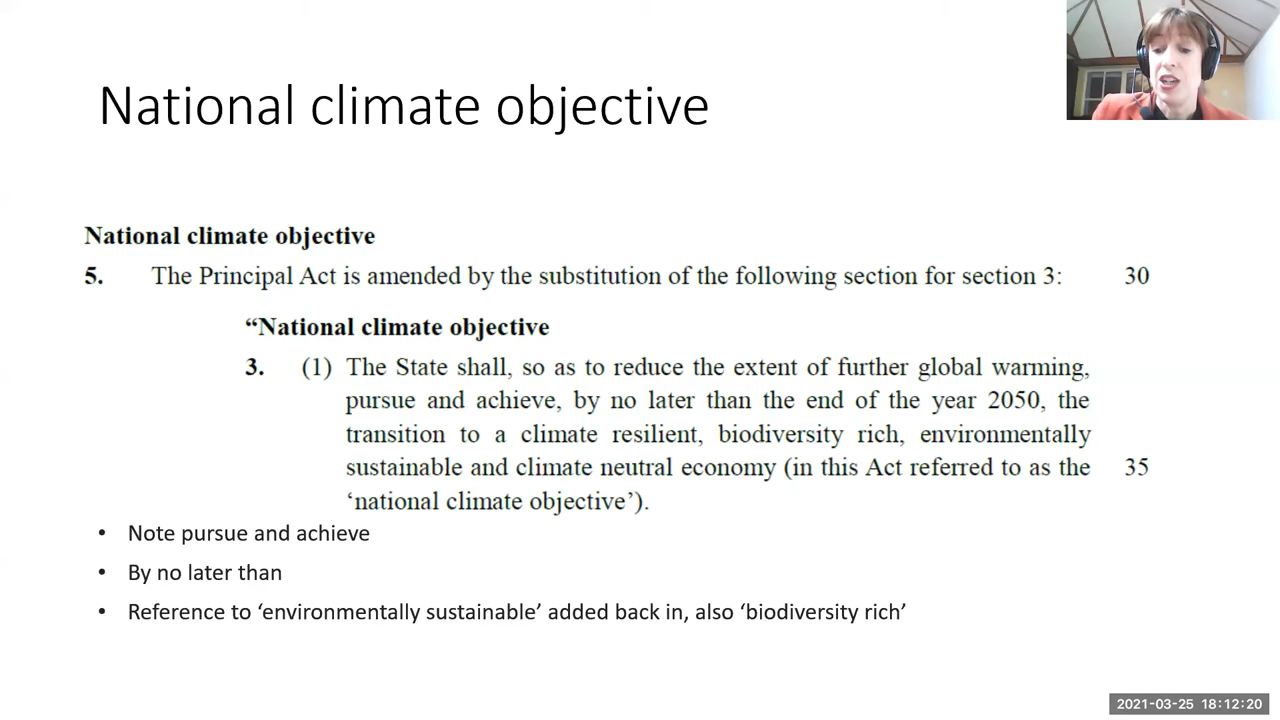 National climate objective
National climate objective
5. The Principal Act is amended by the substitution of the following section for section 3: 30
“National climate objective
3. (1) The State shall, so as to reduce the extent of further global warming,
pursue and achieve, by no later than the end of the year 2050, the
transition to a climate resilient, biodiversity rich, environmentally
sustainable and climate neutral economy (in this Act referred to as the 35
‘national climate objective’).
• Note pursue and achieve
• By no later than
• Reference to ‘environmentally sustainable’ added back in, also ‘biodiversity rich’
2021-03-25 18:12:20